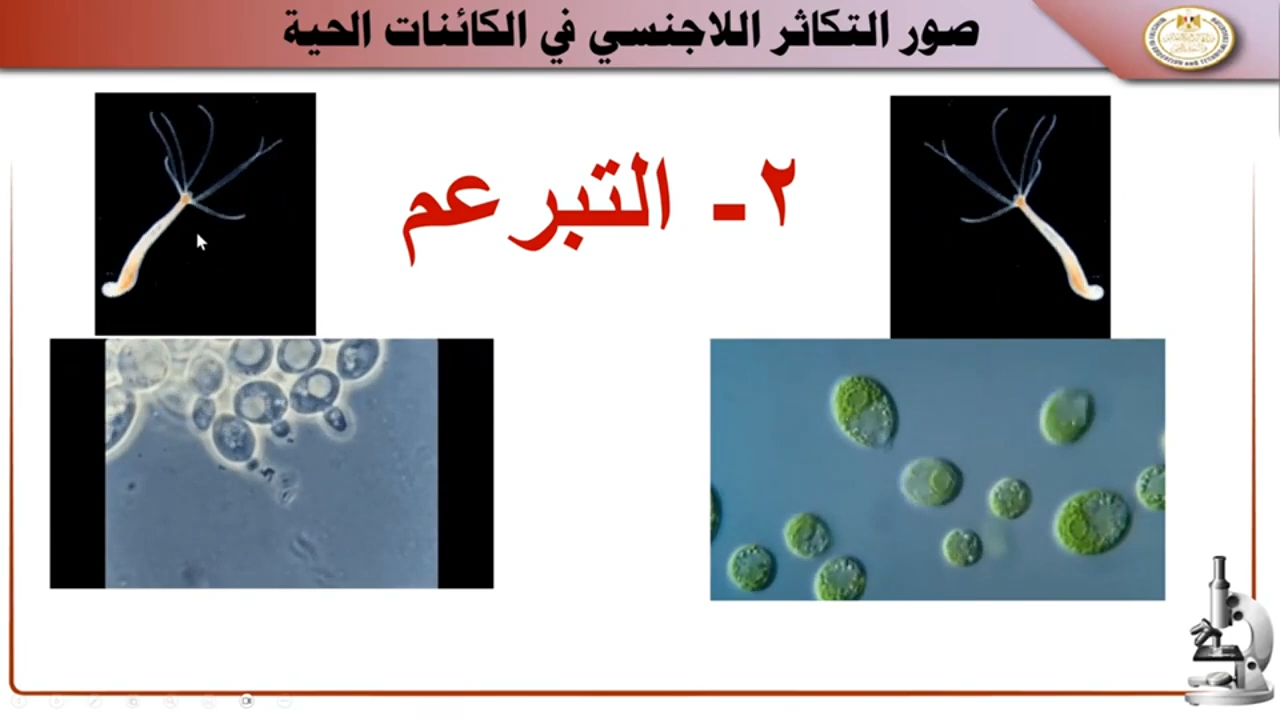 صور التكاثر اللاجنسي في الكائنات الحية
٢- التبرعم